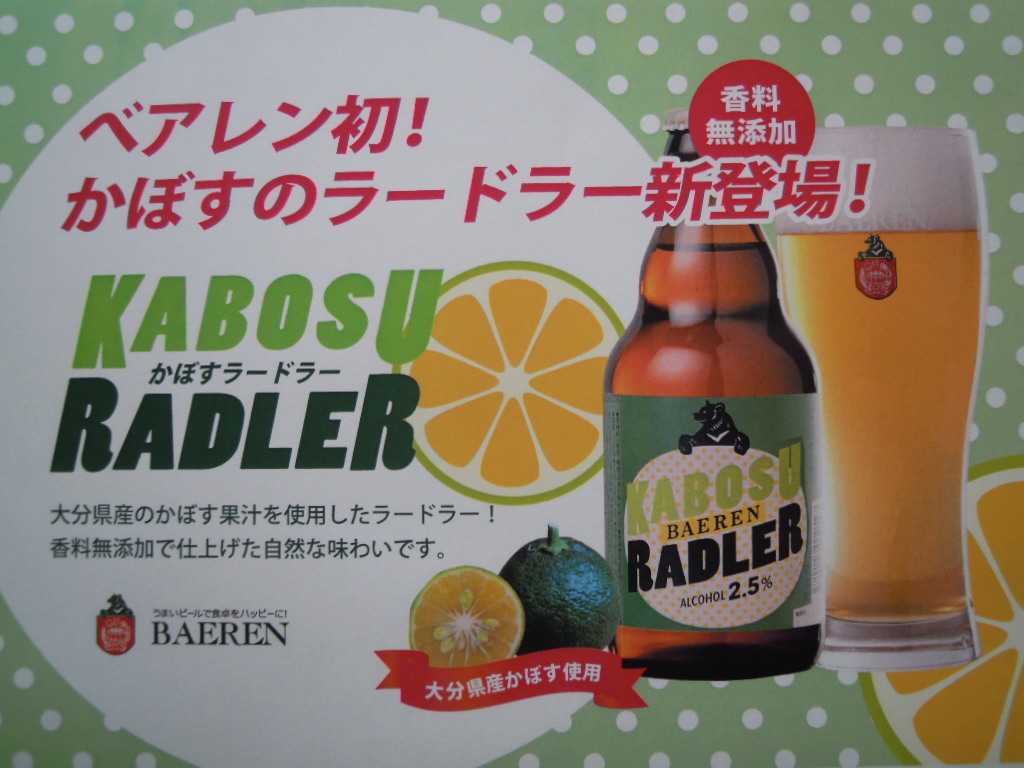 ベアレン初!
香料
無添加
かぼすのラードラー新登場!
KABOSU
かぼすラードラー
RADLER
大分県産のかぼす果汁を使用したラードラー!
香料無添加で仕上げた自然な味わいです。
うまいビールで食卓をハッピーに!
BAEREN
大分県産かぼす使用
KABOSU
BAEREN
RADLER
ALCOHOL 2.5%
BAEREN